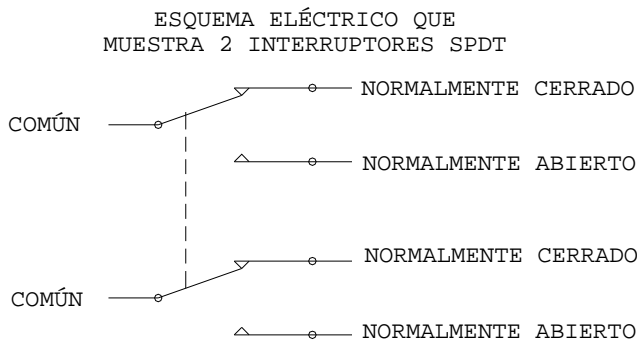 ESQUEMA ELÉCTRICO QUE
MUESTRA 2 INTERRUPTORES SPDT
NORMALMENTE CERRADO
COMÚN
NORMALMENTE ABIERTO
NORMALMENTE CERRADO
COMÚN
NORMALMENTE ABIERTO